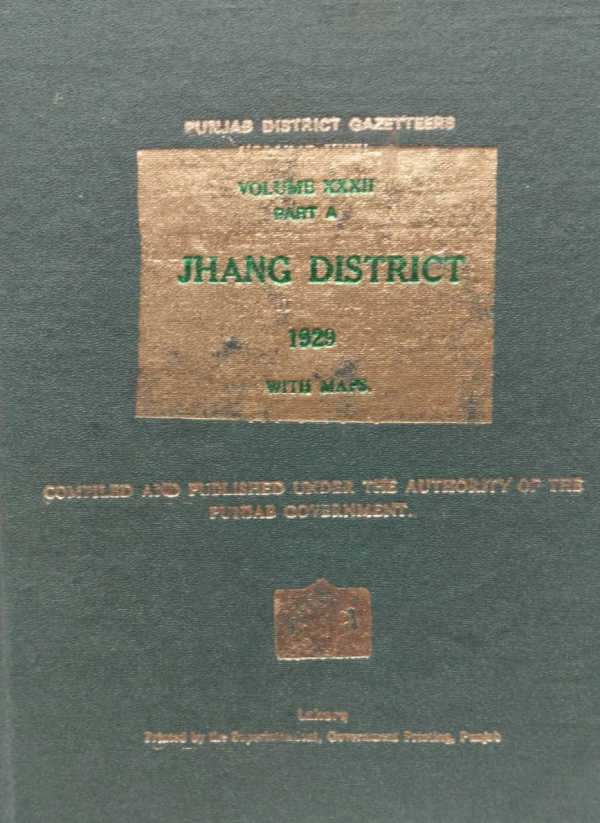 PUNJAB DISTRICT GAZETTEERS
VOLUME XXXII
PART A
JHANG DISTRICT
1929
WITH MAPS.
COMPILED AND PUBLISHED UNDER THE AUTHORITY OF THE
PUNJAB GOVERNMENT.
Lahore
Printed by the Superintendent, Government Printing, Punjab